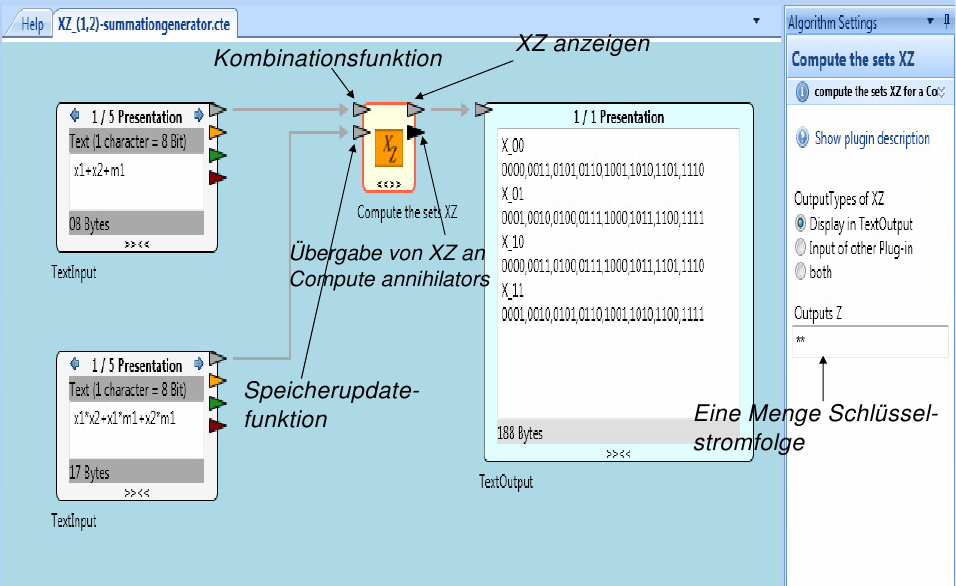 Help
XZ_(1,2)-summationgenerator.cte
Kombinationsfunktion
XZ anzeigen
1 / 5 Presentation
Text (1 character = 8 Bit)
x1+x2+m1
08 Bytes
>><<
TextInput
X
Z
<<>>
Compute the sets XZ
Übergabe von XZ an
Compute annihilators
1 / 5 Presentation
Text (1 character = 8 Bit)
x1*x2+x1*m1+x2*m1
17 Bytes
>><<
TextInput
Speicherupdate-
funktion
1 / 1 Presentation
X_00
0000,0011,0101,0110,1001,1010,1101,1110
X_01
0001,0010,0100,0111,1000,1011,1100,1111
X_10
0000,0011,0100,0111,1000,1011,1101,1110
X_11
0001,0010,0101,0110,1001,1010,1100,1111
188 Bytes
>><<
TextOutput
Algorithm Settings
Compute the sets XZ
compute the sets XZ for a Co
Show plugin description
OutputTypes of XZ
Display in TextOutput
Input of other Plug-in
both
Outputs Z
**
Eine Menge Schlüssel-
stromfolge